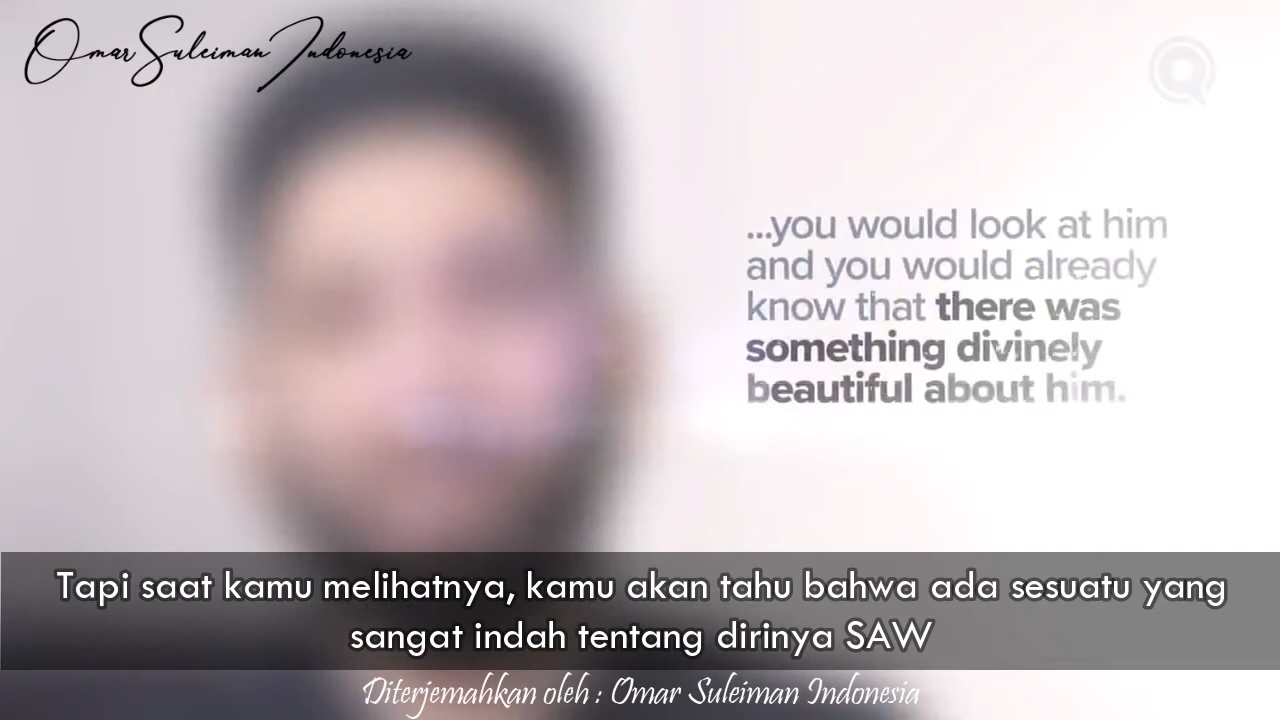 Omar Suleiman Indonesia
...you would look at him
and you would already
know that there was
something divinely
beautiful about him.
Tapi saat kamu melihatnya, kamu akan tahu bahwa ada sesuatu yang
sangat indah tentang dirinya SAW
Diterjemahkan oleh : Omar Suleiman Indonesia